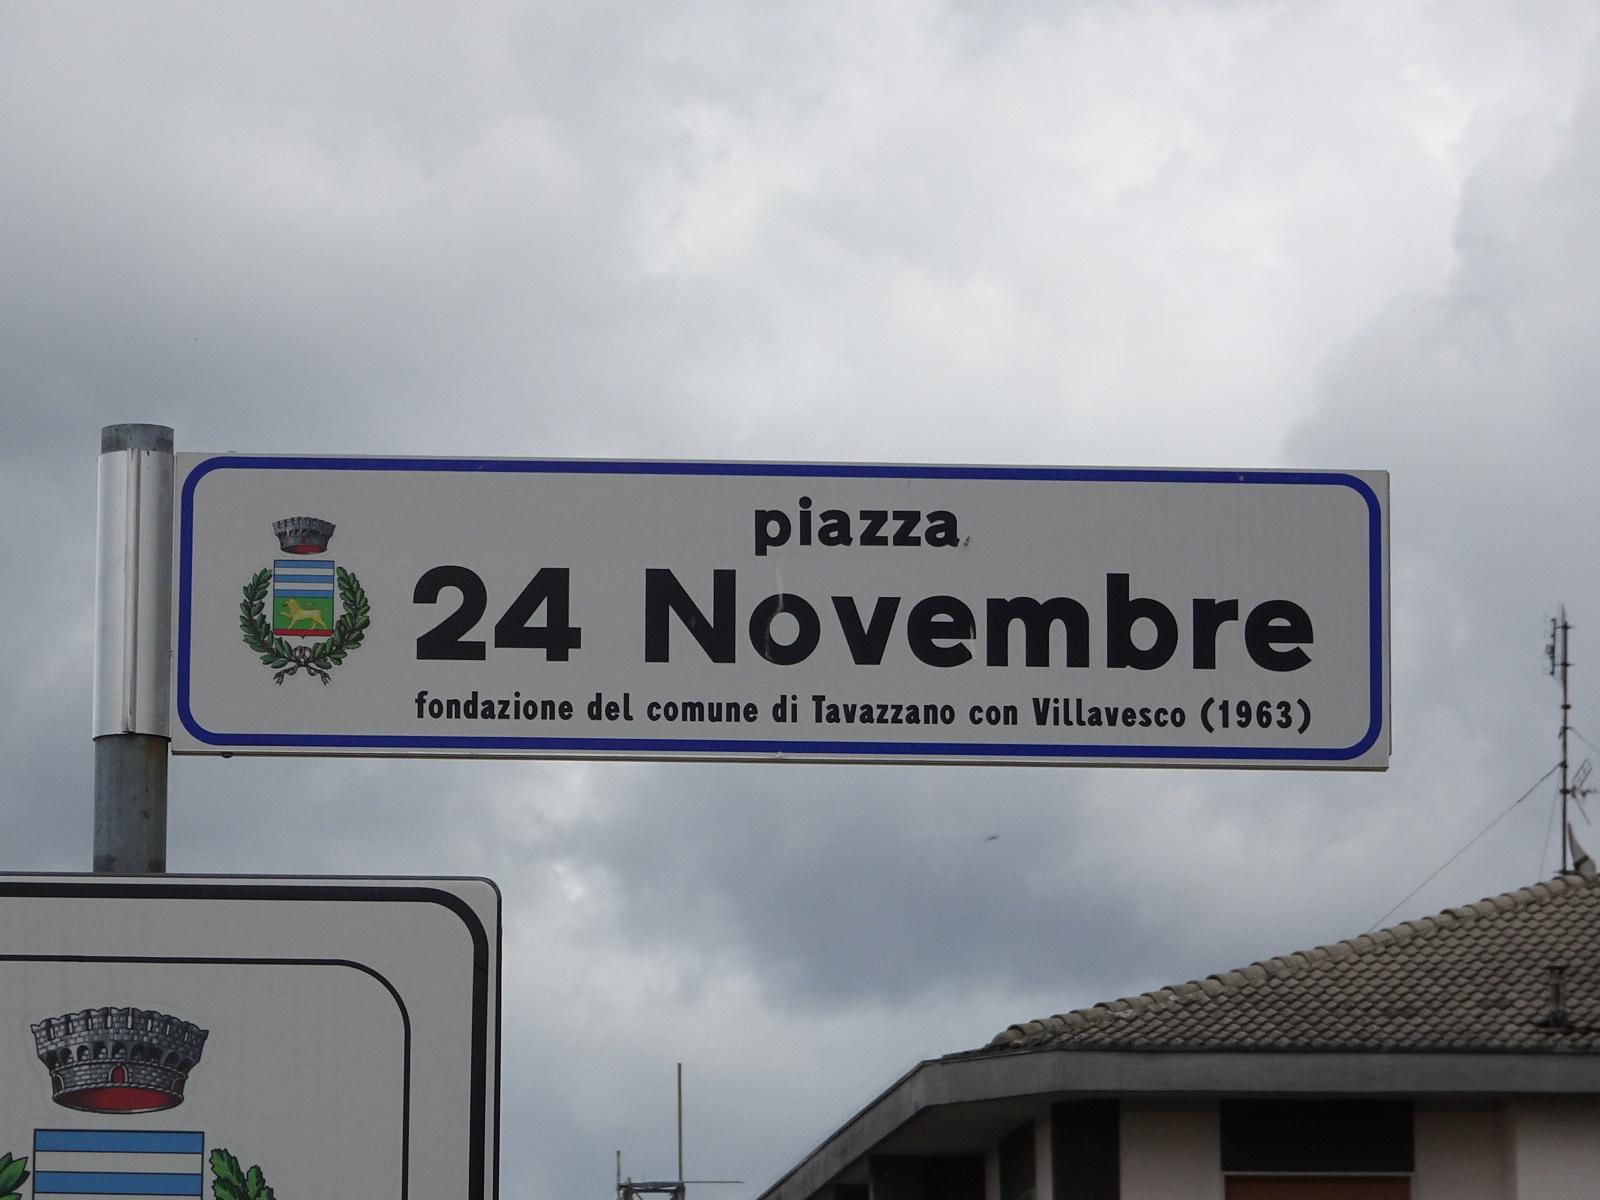 piazza
24 Novembre
fondazione del comune di Tavazzano con Villavesco (1963)